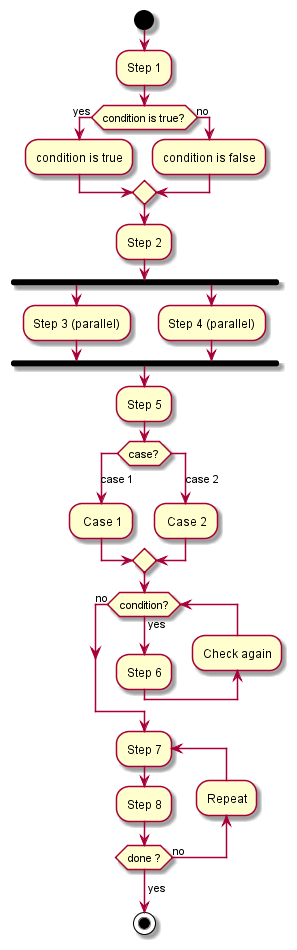 Step 1
condition is true?
yes
no
condition is true
condition is false
Step 2
Step 3 (parallel)
Step 4 (parallel)
Step 5
case?
case 1
case 2
Case 1
Case 2
no
condition?
yes
Check again
Step 6
Step 7
Repeat
Step 8
done ?
no
yes